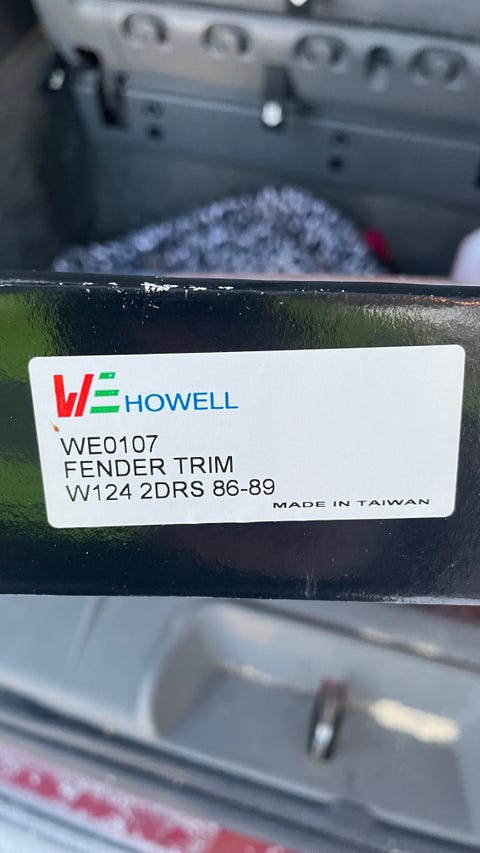 WE HOWELL
WE0107
FENDER TRIM
W124 2DRS 86-89
MADE IN TAIWAN